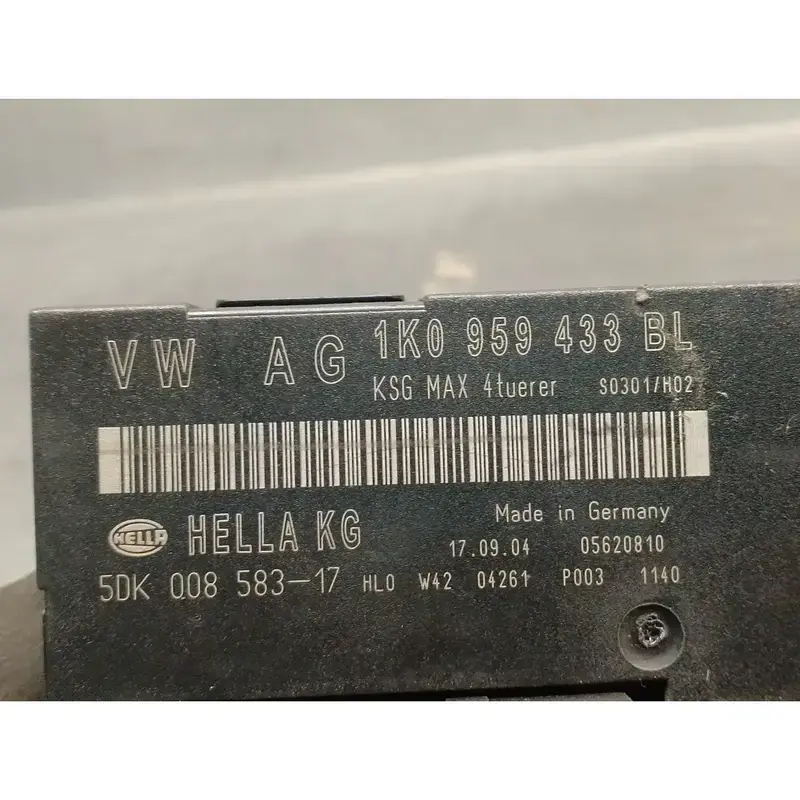 VW AG 1K0 959 433 BL
KSG MAX 4tuerer S0301/H02
Made in Germany
HELLA HELLA KG
17.09.04 05620810
5DK 008 583-17 HL0 W42 04261 P003 1140